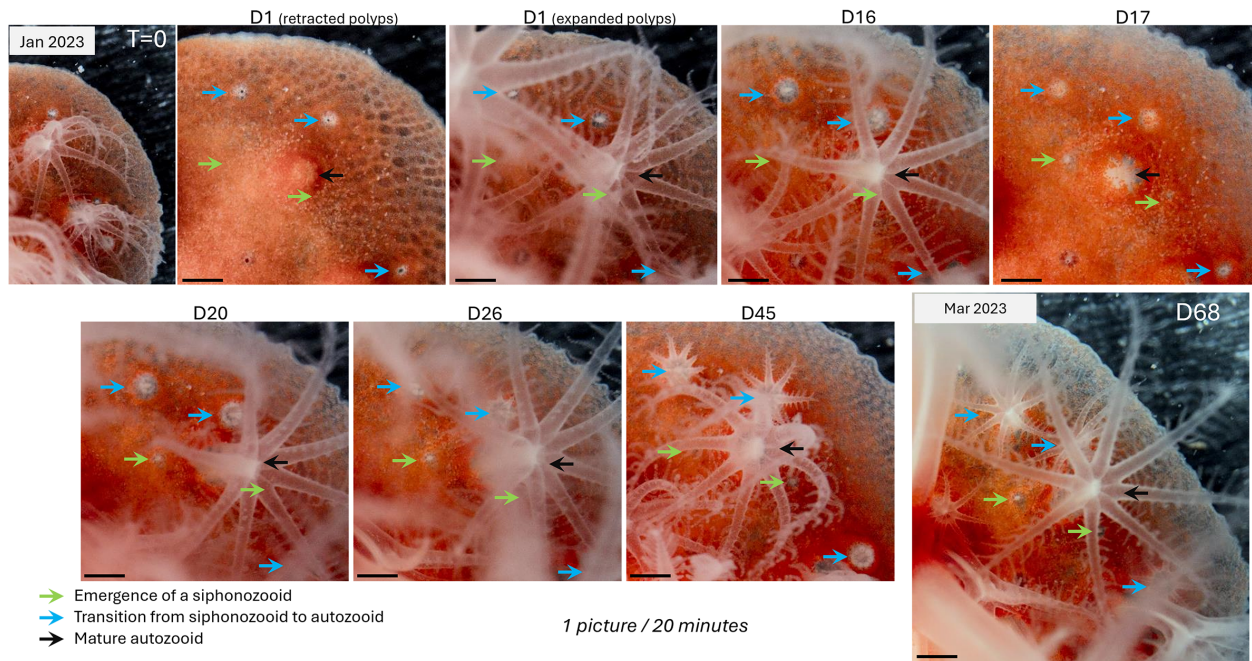 Jan 2023
T=0
D1 (retracted polyps)
D1 (expanded polyps)
D16
D17
D20
D26
D45
Mar 2023
D68
Emergence of a siphonozooid
Transition from siphonozooid to autozooid
Mature autozooid
1 picture / 20 minutes